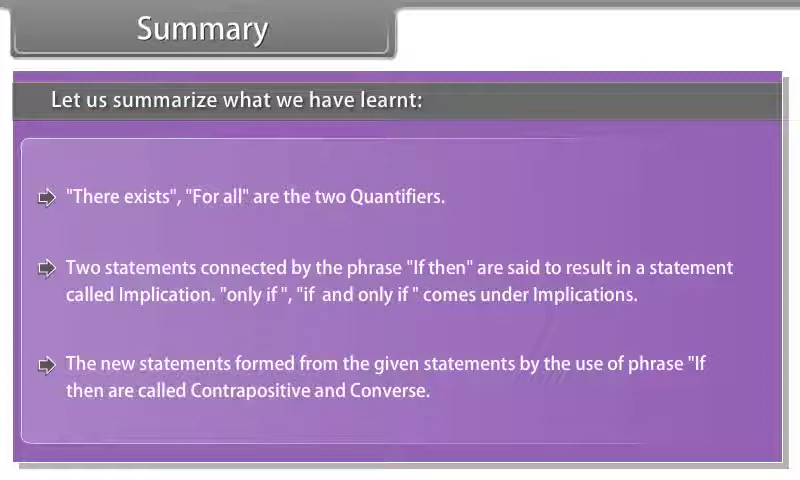 Summary
Let us summarize what we have learnt:
"There exists", "For all" are the two Quantifiers.
Two statements connected by the phrase "If then" are said to result in a statement
called Implication. "only if ", "if  and only if " comes under Implications.
The new statements formed from the given statements by the use of phrase "If
then are called Contrapositive and Converse.